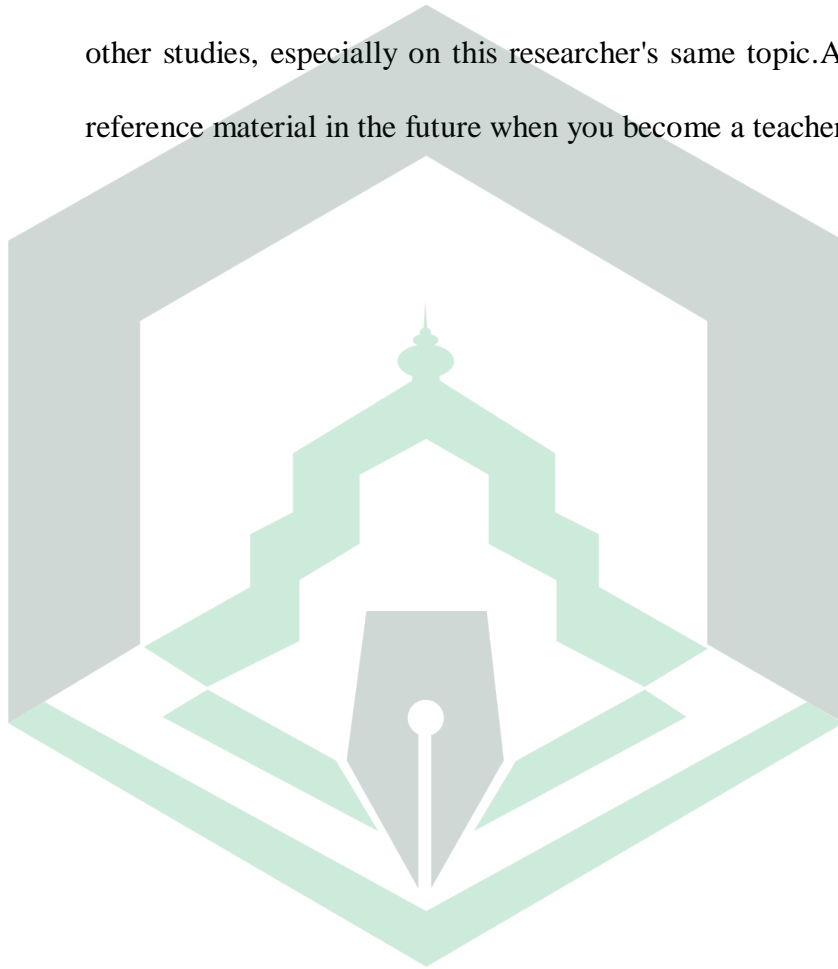 other studies, especially on this researcher's same topic.A
reference material in the future when you become a teacher